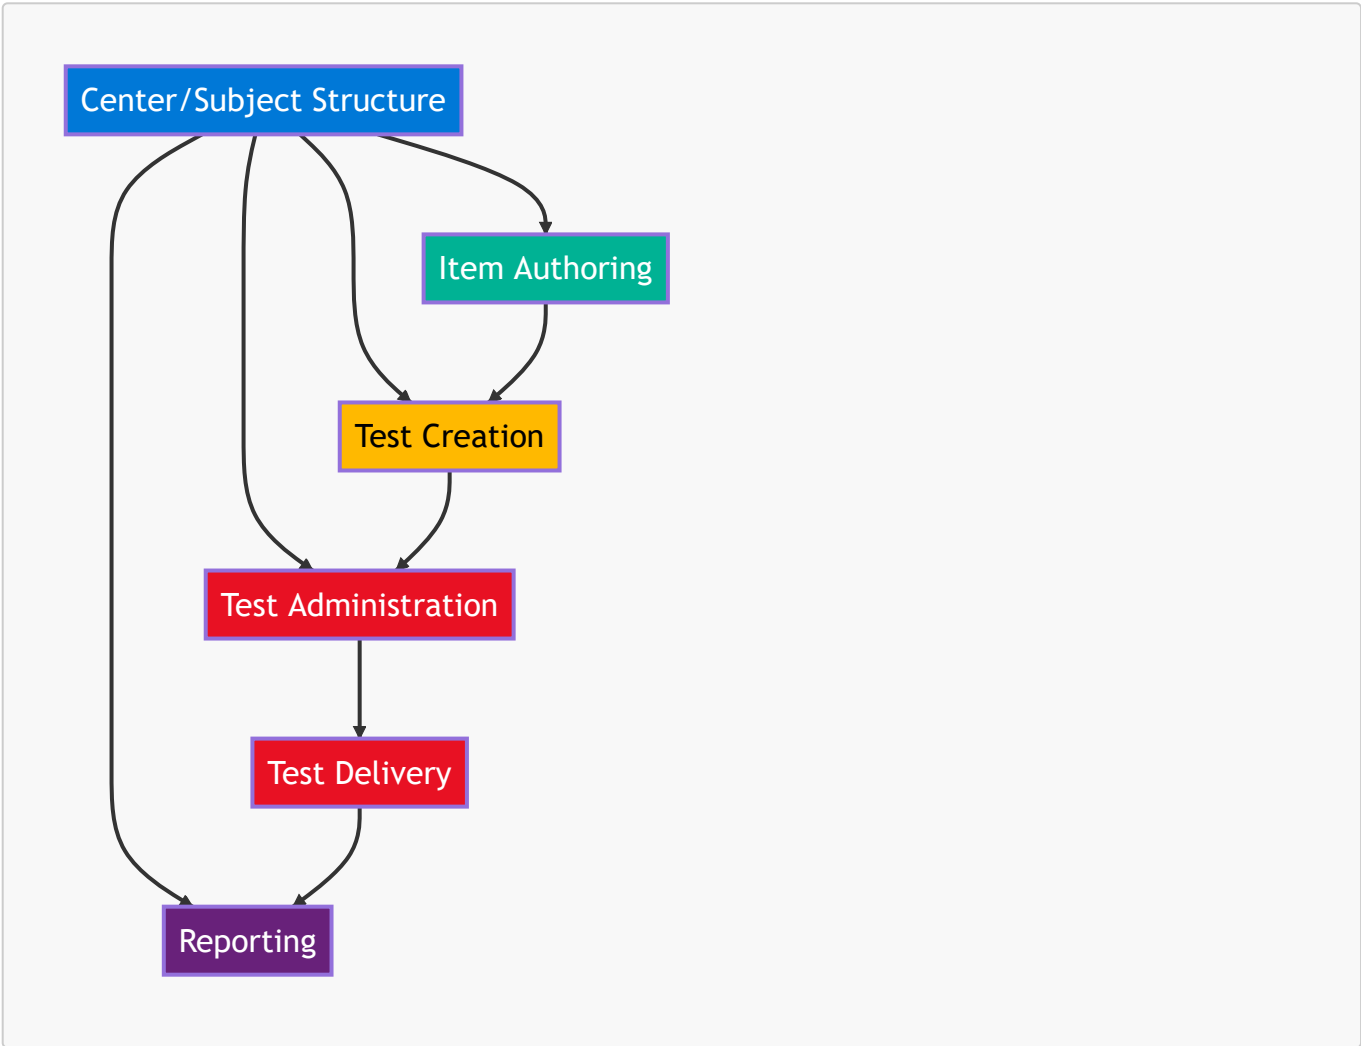 Center/Subject Structure
Item Authoring
Test Creation
Test Administration
Test Delivery
Reporting